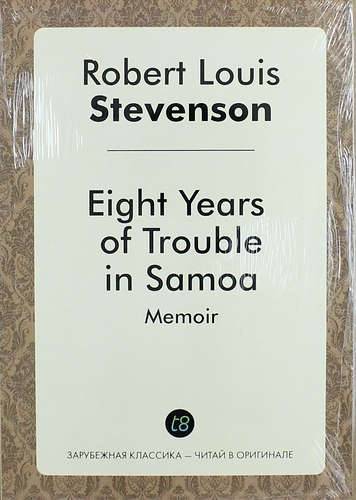 Robert Louis
Stevenson
Eight Years
of Trouble
in Samoa
Memoir
t8
ЗАРУБЕЖНАЯ КЛАССИКА — ЧИТАЙ В ОРИГИНАЛЕ